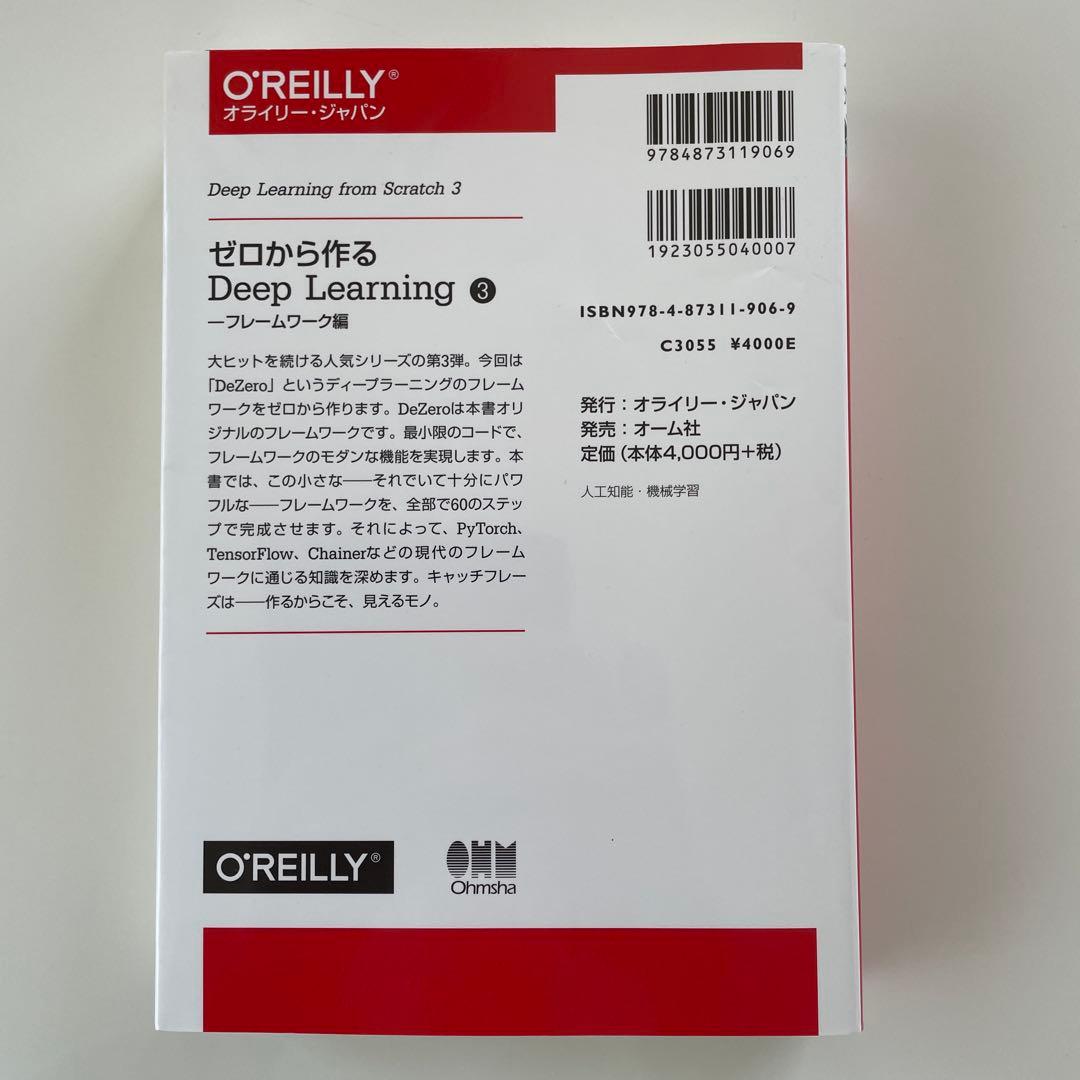 O'REILLY®
オライリー・ジャパン
Deep Learning from Scratch 3
ゼロから作る
Deep Learning ❸
―フレームワーク編
大ヒットを続ける人気シリーズの第3弾。今回は
「DeZero」というディープラーニングのフレーム
ワークをゼロから作ります。DeZeroは本書オリ
ジナルのフレームワークです。最小限のコードで、
フレームワークのモダンな機能を実現します。本
書では、この小さな――それでいて十分にパワ
フルな――フレームワークを、全部で60のステッ
プで完成させます。それによって、PyTorch、
TensorFlow、Chainerなどの現代のフレーム
ワークに通じる知識を深めます。キャッチフレー
ズは――作るからこそ、見えるモノ。
9784873119069
1923055040007
ISBN978-4-87311-906-9
C3055 ¥4000E
発行：オライリー・ジャパン
発売：オーム社
定価（本体4,000円+税）
人工知能・機械学習
O'REILLY®
OHM
Ohmsha